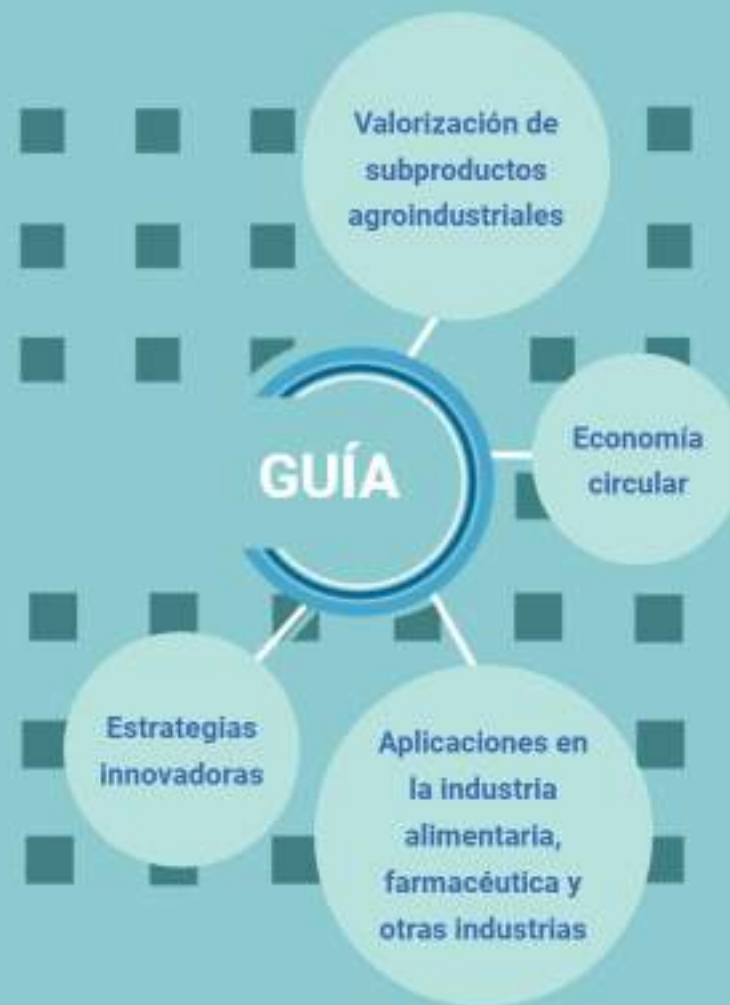 Valorización de
subproductos
agroindustriales
GUÍA
Economía
circular
Estrategias
innovadoras
Aplicaciones en
la industria
alimentaria,
farmacéutica y
otras industrias